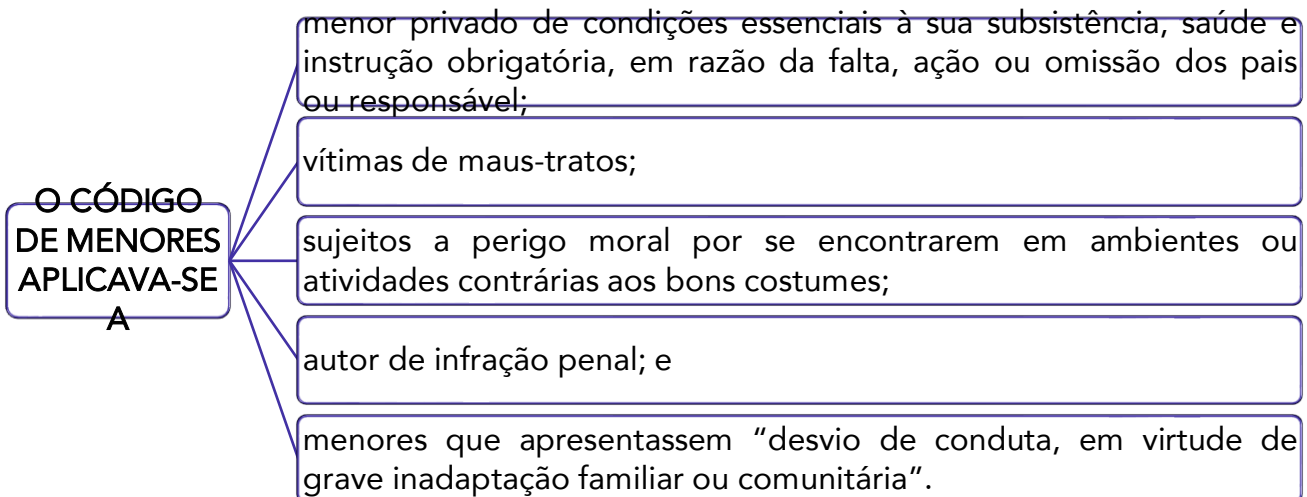 O CÓDIGO
DE MENORES
APLICAVA-SE
A
menor privado de condições essenciais à sua subsistência, saúde e
instrução obrigatória, em razão da falta, ação ou omissão dos pais
ou responsável;
vítimas de maus-tratos;
sujeitos a perigo moral por se encontrarem em ambientes ou
atividades contrárias aos bons costumes;
autor de infração penal; e
menores que apresentassem “desvio de conduta, em virtude de
grave inadaptação familiar ou comunitária”.